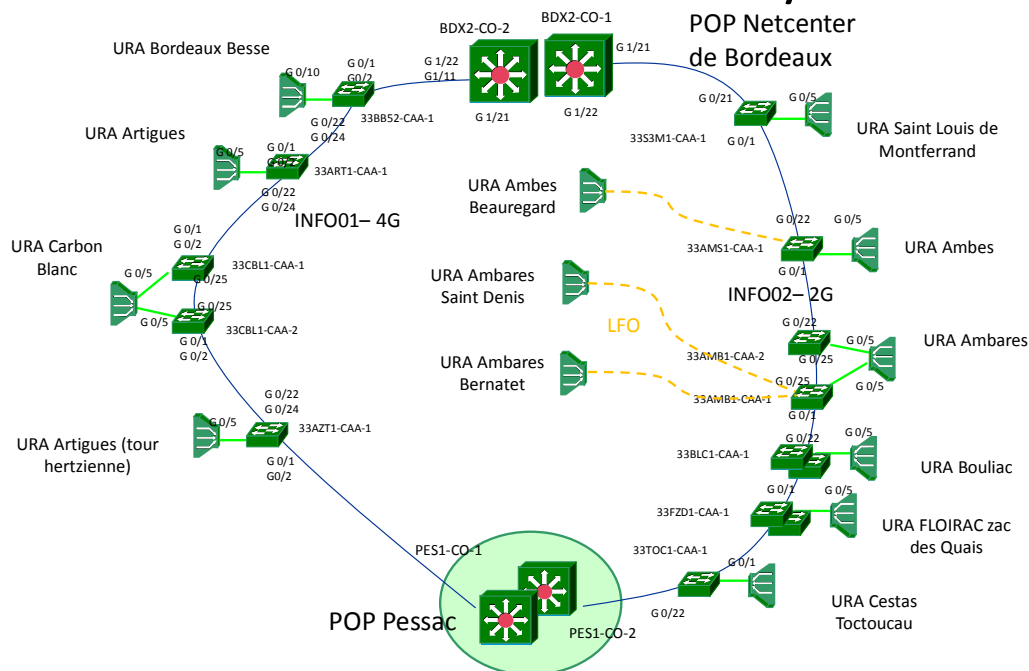 BDX2-CO-1
POP Netcenter
de Bordeaux
BDX2-CO-2
URA Bordeaux Besse
G 0/10
G 0/1
G0/2
G 1/22
G1/11
G 1/21
G 1/21
G 1/22
33BB52-CAA-1
G 0/22
G 0/24
G 0/21
G 0/5
33S3M1-CAA-1
G 0/1
URA Saint Louis de
Montferrand
URA Artigues
G 0/5
G 0/1
33ART1-CAA-1
G 0/22
G 0/24
INFO01– 4G
URA Ambes
Beauregard
G 0/22
G 0/5
33AMS1-CAA-1
G 0/1
URA Ambes
URA Carbon
Blanc
G 0/1
G 0/2
G 0/5
33CBL1-CAA-1
G 0/25
G 0/25
G 0/5
33CBL1-CAA-2
G 0/1
G 0/2
URA Ambares
Saint Denis
INFO02– 2G
LFO
G 0/22
G 0/5
33AMB1-CAA-2
G 0/25
URA Ambares
URA Ambares
Bernatet
G 0/25
G 0/5
33AMB1-CAA-1
G 0/1
G 0/22
G 0/24
G 0/5
33AZT1-CAA-1
URA Artigues (tour
hertzienne)
G 0/1
G0/2
G 0/22
G 0/5
33BLC1-CAA-1
URA Bouliac
G 0/1
G 0/5
33FZD1-CAA-1
URA FLOIRAC zac
des Quais
33TOC1-CAA-1
G 0/1
G 0/22
URA Cestas
Toctoucau
PES1-CO-1
POP Pessac
PES1-CO-2